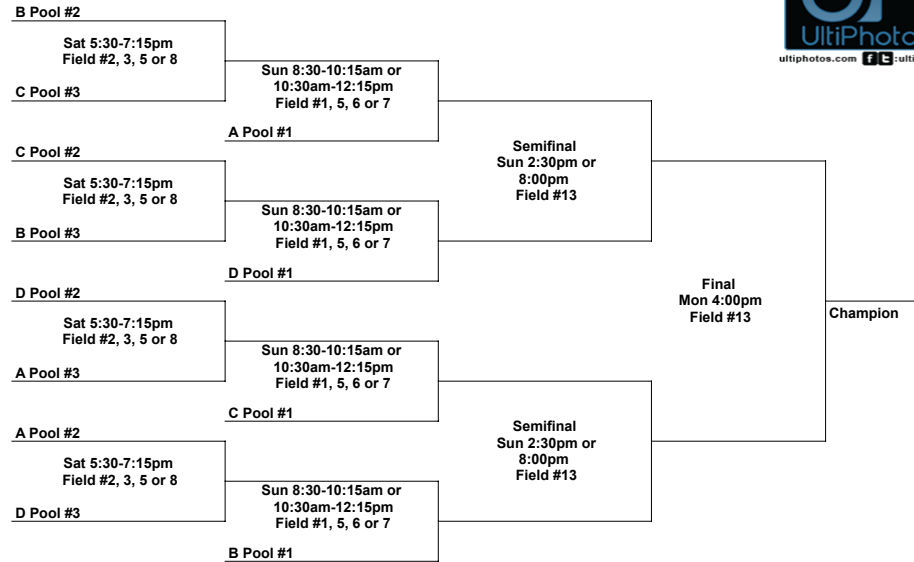 B Pool #2
Sat 5:30-7:15pm
Field #2, 3, 5 or 8
C Pool #3
Sun 8:30-10:15am or
10:30am-12:15pm
Field #1, 5, 6 or 7
A Pool #1
C Pool #2
Sat 5:30-7:15pm
Field #2, 3, 5 or 8
B Pool #3
Sun 8:30-10:15am or
10:30am-12:15pm
Field #1, 5, 6 or 7
D Pool #1
Semifinal
Sun 2:30pm or
8:00pm
Field #13
D Pool #2
Sat 5:30-7:15pm
Field #2, 3, 5 or 8
A Pool #3
Sun 8:30-10:15am or
10:30am-12:15pm
Field #1, 5, 6 or 7
C Pool #1
A Pool #2
Sat 5:30-7:15pm
Field #2, 3, 5 or 8
D Pool #3
Sun 8:30-10:15am or
10:30am-12:15pm
Field #1, 5, 6 or 7
B Pool #1
Semifinal
Sun 2:30pm or
8:00pm
Field #13
Final
Mon 4:00pm
Field #13
Champion
UltiPhoto
ultiphotos.com f t :ulti